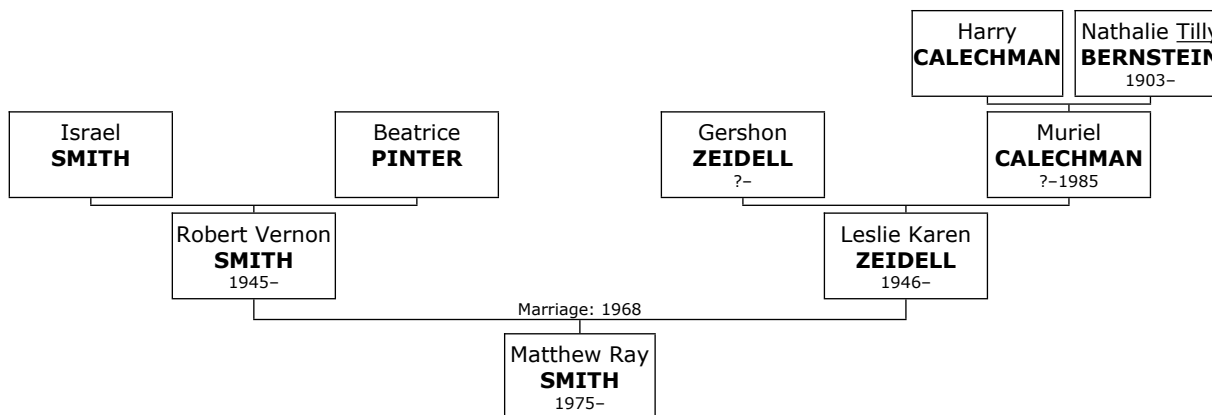 Harry
CALECHMAN
Nathalie Tilly
BERNSTEIN
1903–
Israel
SMITH
Beatrice
PINTER
Gershon
ZEIDELL
?–
Muriel
CALECHMAN
?–1985
Robert Vernon
SMITH
1945–
Leslie Karen
ZEIDELL
1946–
Marriage: 1968
Matthew Ray
SMITH
1975–